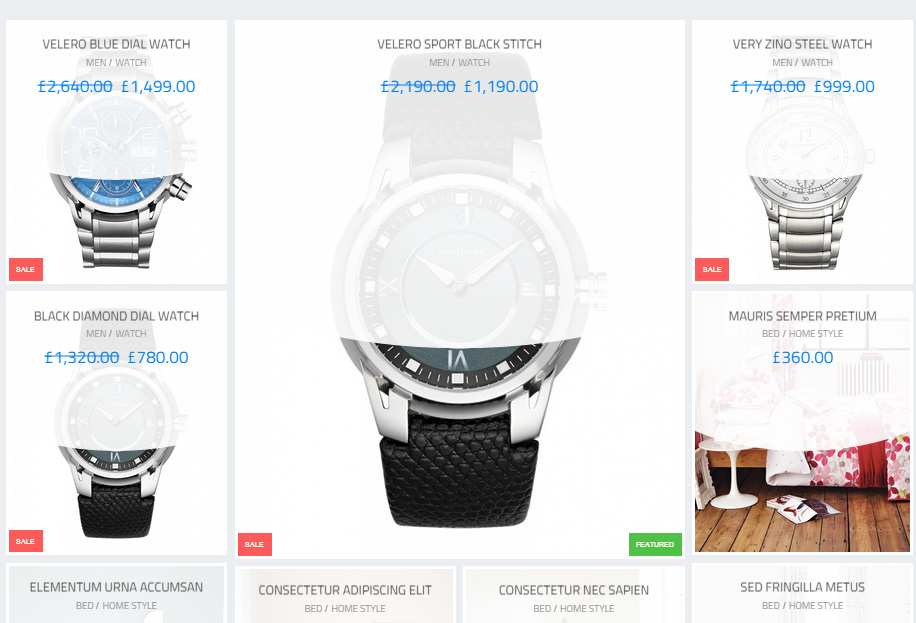 VELERO BLUE DIAL WATCH
MEN / WATCH
£2,640.00 £1,499.00
SALE
VELERO SPORT BLACK STITCH
MEN / WATCH
£2,190.00 £1,190.00
SALE
FEATURED
VERY ZINO STEEL WATCH
MEN / WATCH
£1,740.00 £999.00
SALE
BLACK DIAMOND DIAL WATCH
MEN / WATCH
£1,320.00 £780.00
SALE
MAURIS SEMPER PRETIUM
BED / HOME STYLE
£360.00
ELEMENTUM URNA ACCUMSAN
BED / HOME STYLE
CONSECTETUR ADIPISCING ELIT
BED / HOME STYLE
CONSECTETUR NEC SAPIEN
BED / HOME STYLE
SED FRINGILLA METUS
BED / HOME STYLE